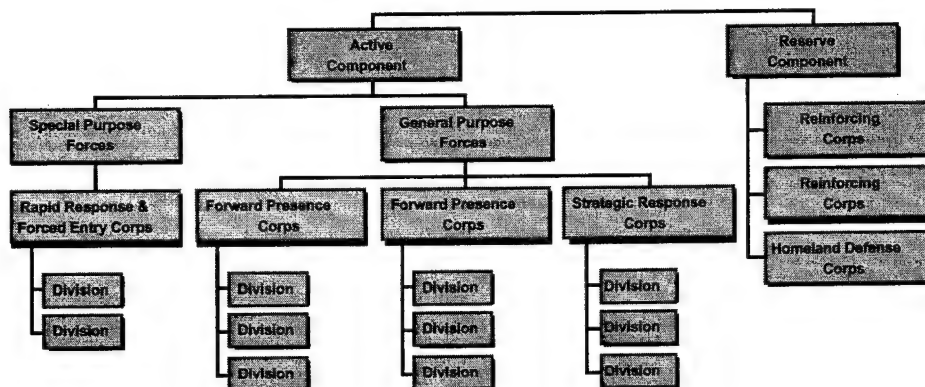 Active
Component
Reserve
Component
Special Purpose
Forces
General Purpose
Forces
Reinforcing
Corps
Reinforcing
Corps
Homeland Defense
Corps
Rapid Response &
Forced Entry Corps
Forward Presence
Corps
Forward Presence
Corps
Strategic Response
Corps
Division
Division
Division
Division
Division
Division
Division
Division
Division
Division
Division